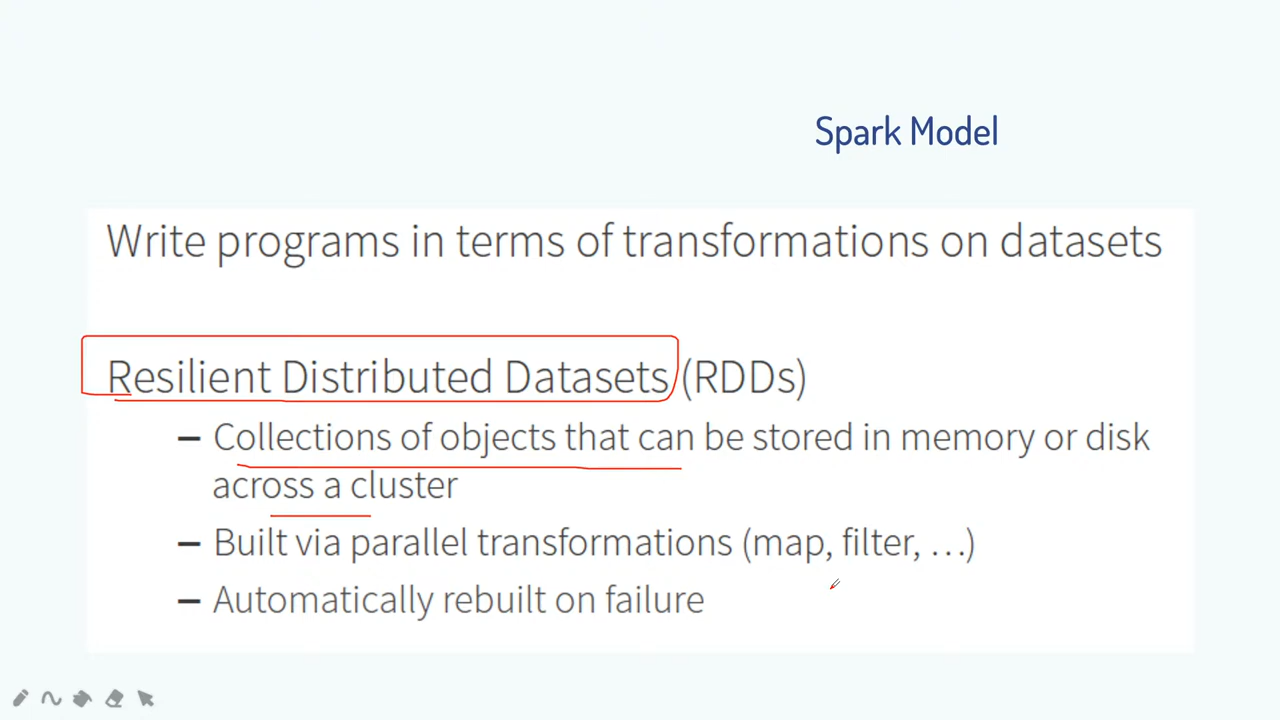 Spark Model
Write programs in terms of transformations on datasets
Resilient Distributed Datasets (RDDs)
– Collections of objects that can be stored in memory or disk
across a cluster
– Built via parallel transformations (map, filter, …)
– Automatically rebuilt on failure